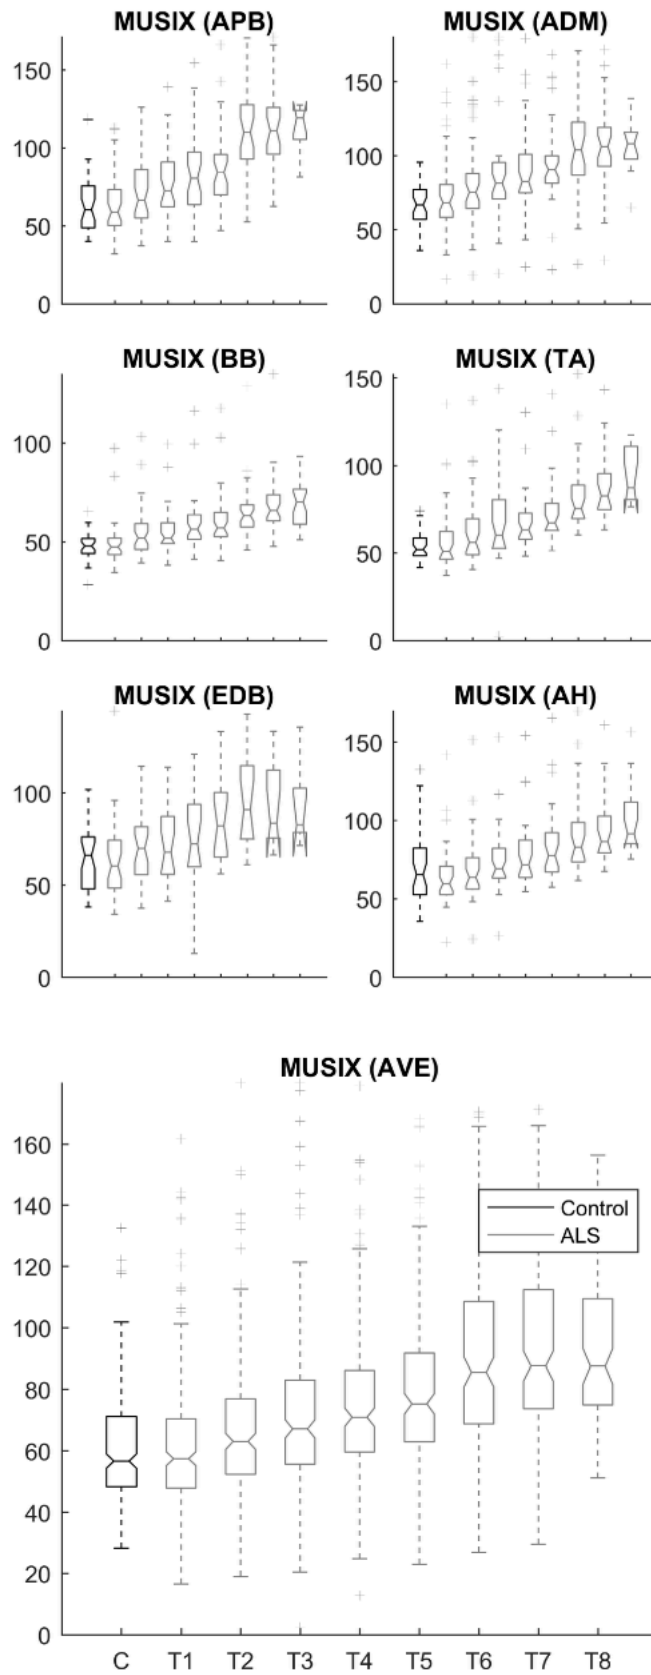 MUSIX (APB) MUSIX (ADM)
150 150
100 100
50 50
0 0
MUSIX (BB) MUSIX (TA)
150
100 100
50 50
0 0
MUSIX (EDB) MUSIX (AH)
150
100 100
50 50
0 0
MUSIX (AVE)
160
140
Control
120 ALS
100
80
60
40
20
0
C T1 T2 T3 T4 T5 T6 T7 T8